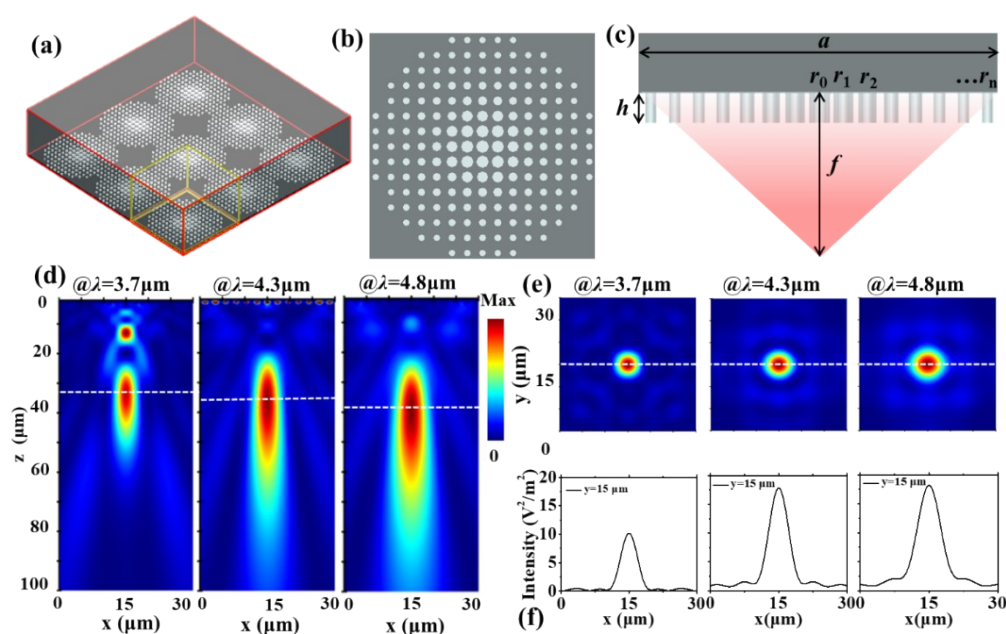 (a)
(b)
(c)
a
r0 r1 r2 …rn
h
f
(d)
@λ=3.7μm @λ=4.3μm @λ=4.8μm
Max
0
0
20
40
60
80
100
z (μm)
0 15 30 0 15 30 0 15 30
x (μm) x (μm) x (μm)
(e)
@λ=3.7μm @λ=4.3μm @λ=4.8μm
30
15
0
y (μm)
20
15
10
5
0
Intensity (V²/m²)
y=15 μm y=15 μm y=15 μm
0 15 300 15 300 15 30
x(μm) x(μm) x(μm)
(f)